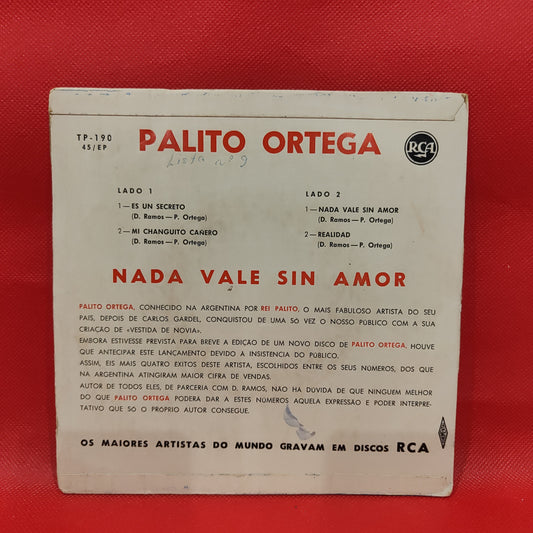 TP-190
45/EP
PALITO ORTEGA
RCA
Lista nº 9
LADO 1
1—ES UN SECRETO
(D. Ramos—P. Ortega)
2—MI CHANGUITO CAÑERO
(D. Ramos—P. Ortega)
LADO 2
1—NADA VALE SIN AMOR
(D. Ramos—P. Ortega)
2—REALIDAD
(D. Ramos—P. Ortega)
NADA VALE SIN AMOR
PALITO ORTEGA, CONHECIDO NA ARGENTINA POR REI PALITO, O MAIS FABULOSO ARTISTA DO SEU
PAIS, DEPOIS DE CARLOS GARDEL, CONQUISTOU DE UMA SÓ VEZ O NOSSO PÚBLICO COM A SUA
CRIAÇÃO DE «VESTIDA DE NOVIA».
EMBORA ESTIVESSE PREVISTA PARA BREVE A EDIÇÃO DE UM NOVO DISCO DE PALITO ORTEGA, HOUVE
QUE ANTECIPAR ESTE LANÇAMENTO DEVIDO A INSISTENCIA DO PÚBLICO.
ASSIM, EIS MAIS QUATRO EXITOS DESTE ARTISTA, ESCOLHIDOS ENTRE OS SEUS NÚMEROS, DOS QUE
NA ARGENTINA ATINGIRAM MAIOR CIFRA DE VENDAS.
AUTOR DE TODOS ELES, DE PARCERIA COM D. RAMOS, NÃO HA DUVIDA DE QUE NINGUEM MELHOR
DO QUE PALITO ORTEGA PODERA DAR A ESTES NÚMEROS AQUELA EXPRESSÃO E PODER INTERPRE-
TATIVO QUE SÓ O PRÓPRIO AUTOR CONSEGUE.
OS MAIORES ARTISTAS DO MUNDO GRAVAM EM DISCOS RCA